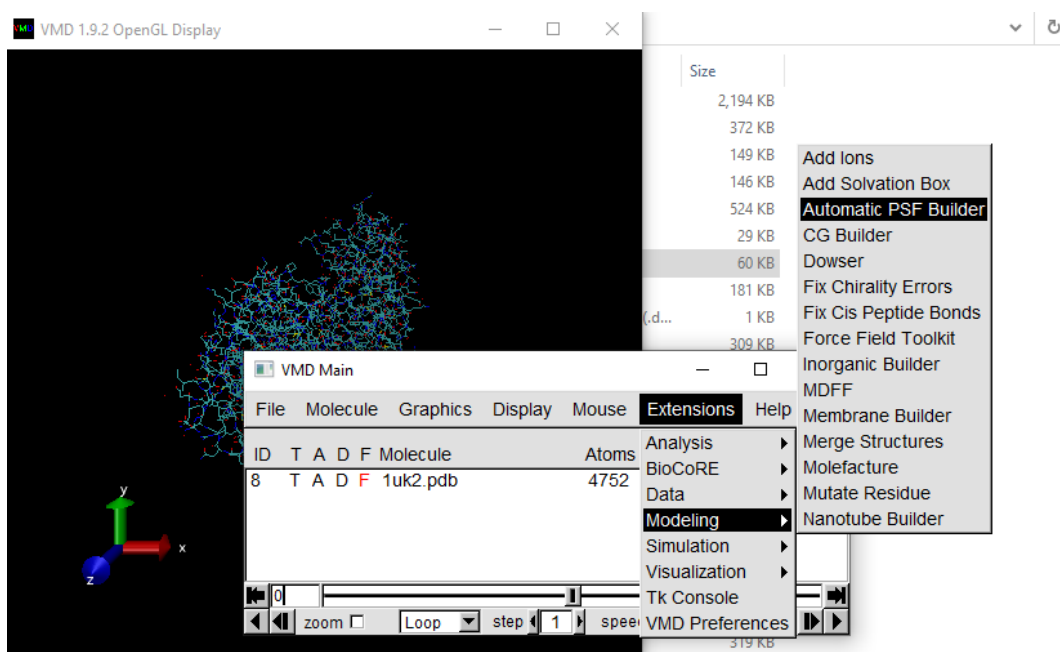 VMD 1.9.2 OpenGL Display
Size
2,194 KB
372 KB
149 KB
146 KB
524 KB
29 KB
60 KB
181 KB
(.d... 1 KB
309 KB
Add Ions
Add Solvation Box
Automatic PSF Builder
CG Builder
Dowser
Fix Chirality Errors
Fix Cis Peptide Bonds
Force Field Toolkit
Inorganic Builder
MDFF
Membrane Builder
Merge Structures
Molefacture
Mutate Residue
Nanotube Builder
VMD Main
File Molecule Graphics Display Mouse Extensions Help
ID T A D F Molecule Atoms
8 T A D F 1uk2.pdb 4752
Analysis
BioCoRE
Data
Modeling
Simulation
Visualization
Tk Console
VMD Preferences
y
x
z
0
zoom Loop step 1 spee
319 KB